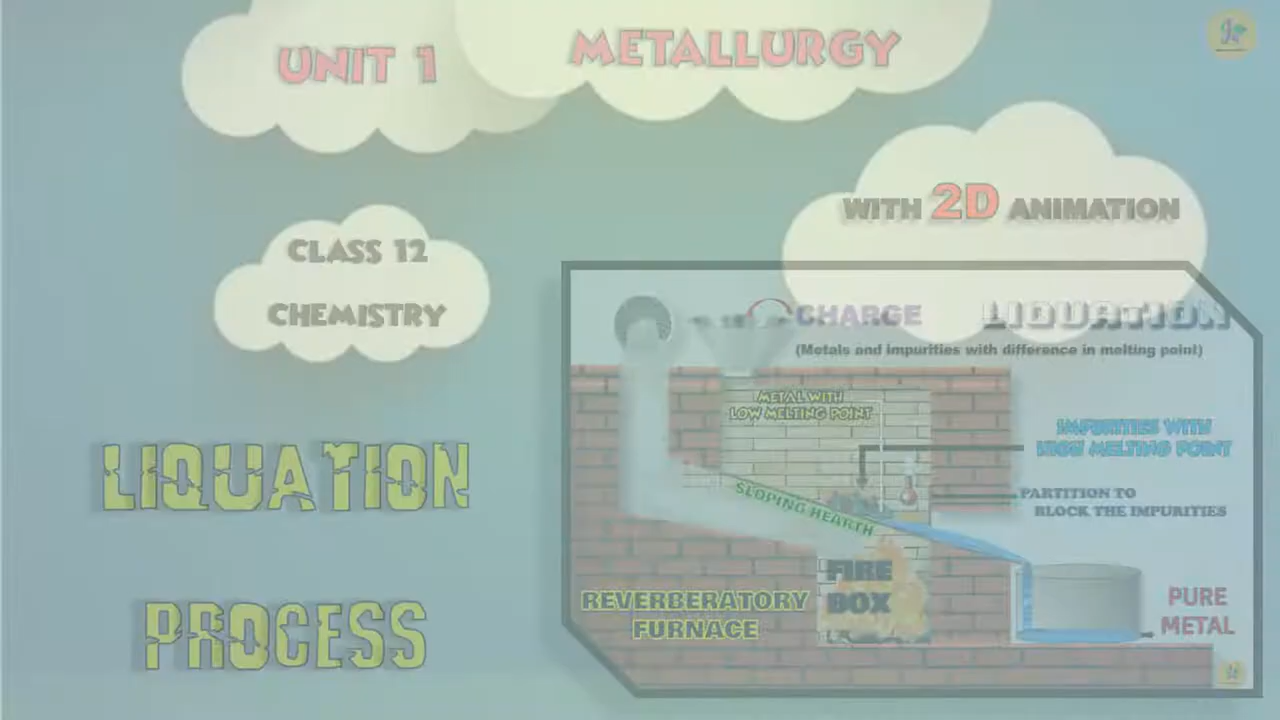 UNIT 1
METALLURGY
WITH 2D ANIMATION
CLASS 12
CHEMISTRY
LIQUATION
PROCESS
CHARGE
LIQUATION
(Metals and impurities with difference in melting point)
METAL WITH
LOW MELTING POINT
IMPURITIES WITH
HIGH MELTING POINT
SLOPING HEARTH
PARTITION TO
BLOCK THE IMPURITIES
FIRE
BOX
REVERBERATORY
FURNACE
PURE
METAL